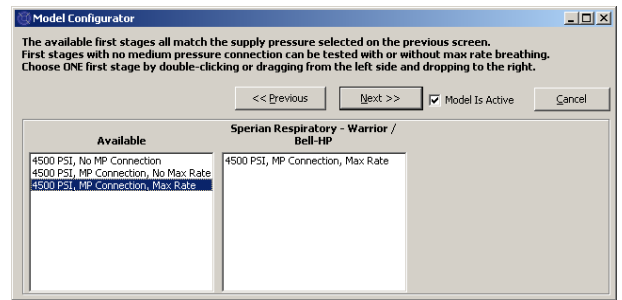 Model Configurator
The available first stages all match the supply pressure selected on the previous screen.
First stages with no medium pressure connection can be tested with or without max rate breathing.
Choose ONE first stage by double-clicking or dragging from the left side and dropping to the right.
<< Previous
Next >>
Model Is Active
Cancel
Available
Sperian Respiratory - Warrior /
Bell-HP
4500 PSI, No MP Connection
4500 PSI, MP Connection, No Max Rate
4500 PSI, MP Connection, Max Rate
4500 PSI, MP Connection, Max Rate